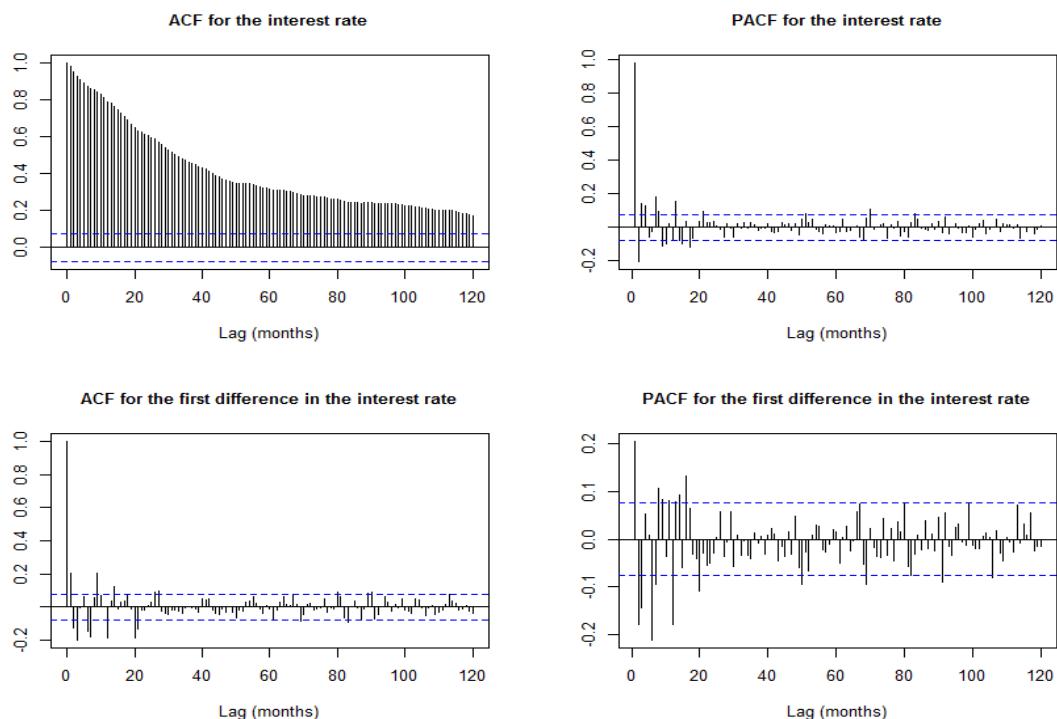 ACF for the interest rate
1.0
0.8
0.6
0.4
0.2
0.0
0 20 40 60 80 100 120
Lag (months)
PACF for the interest rate
1.0
0.8
0.6
0.4
0.2
-0.2
0 20 40 60 80 100 120
Lag (months)
ACF for the first difference in the interest rate
1.0
0.8
0.6
0.4
0.2
-0.2
0 20 40 60 80 100 120
Lag (months)
PACF for the first difference in the interest rate
0.2
0.1
0.0
-0.1
-0.2
0 20 40 60 80 100 120
Lag (months)